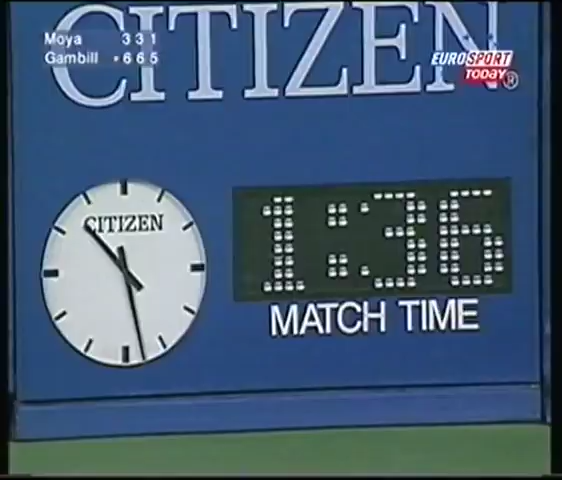 CITIZEN
Moya 3 3 1
Gambill •6 6 5
EUROSPORT
TODAY
®
CITIZEN
1:36
MATCH TIME